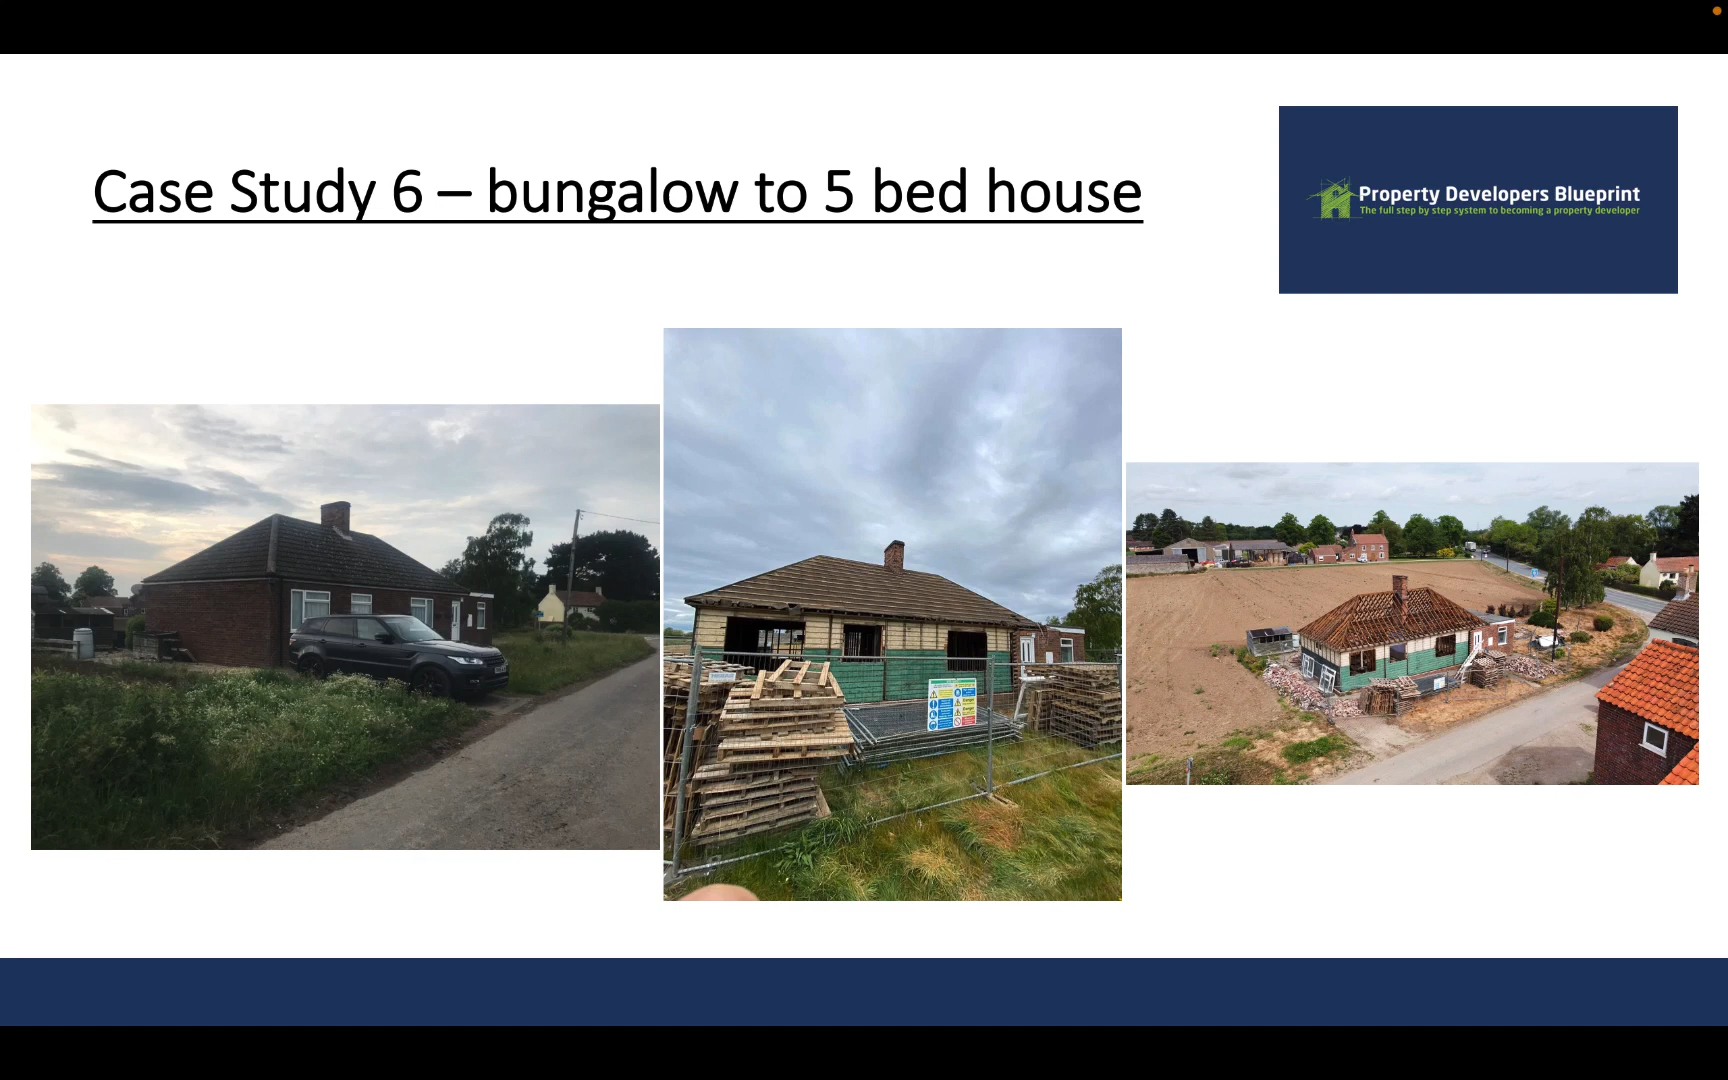 Case Study 6 – bungalow to 5 bed house
Property Developers Blueprint
The full step by step system to becoming a property developer